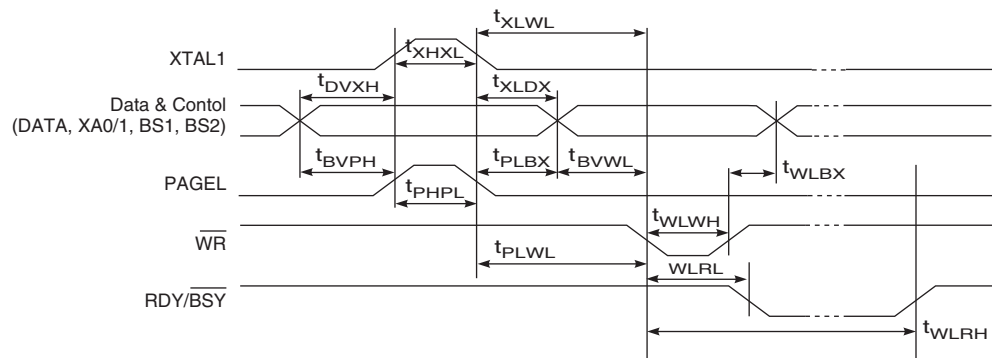 tXLWL
XTAL1
tXHXL
tDVXH
tXLDX
Data & Contol
(DATA, XA0/1, BS1, BS2)
tBVPH
tPLBX
tBVWL
tWLBX
PAGEL
tPHPL
WR
tWLWH
tPLWL
WLRL
RDY/BSY
tWLRH